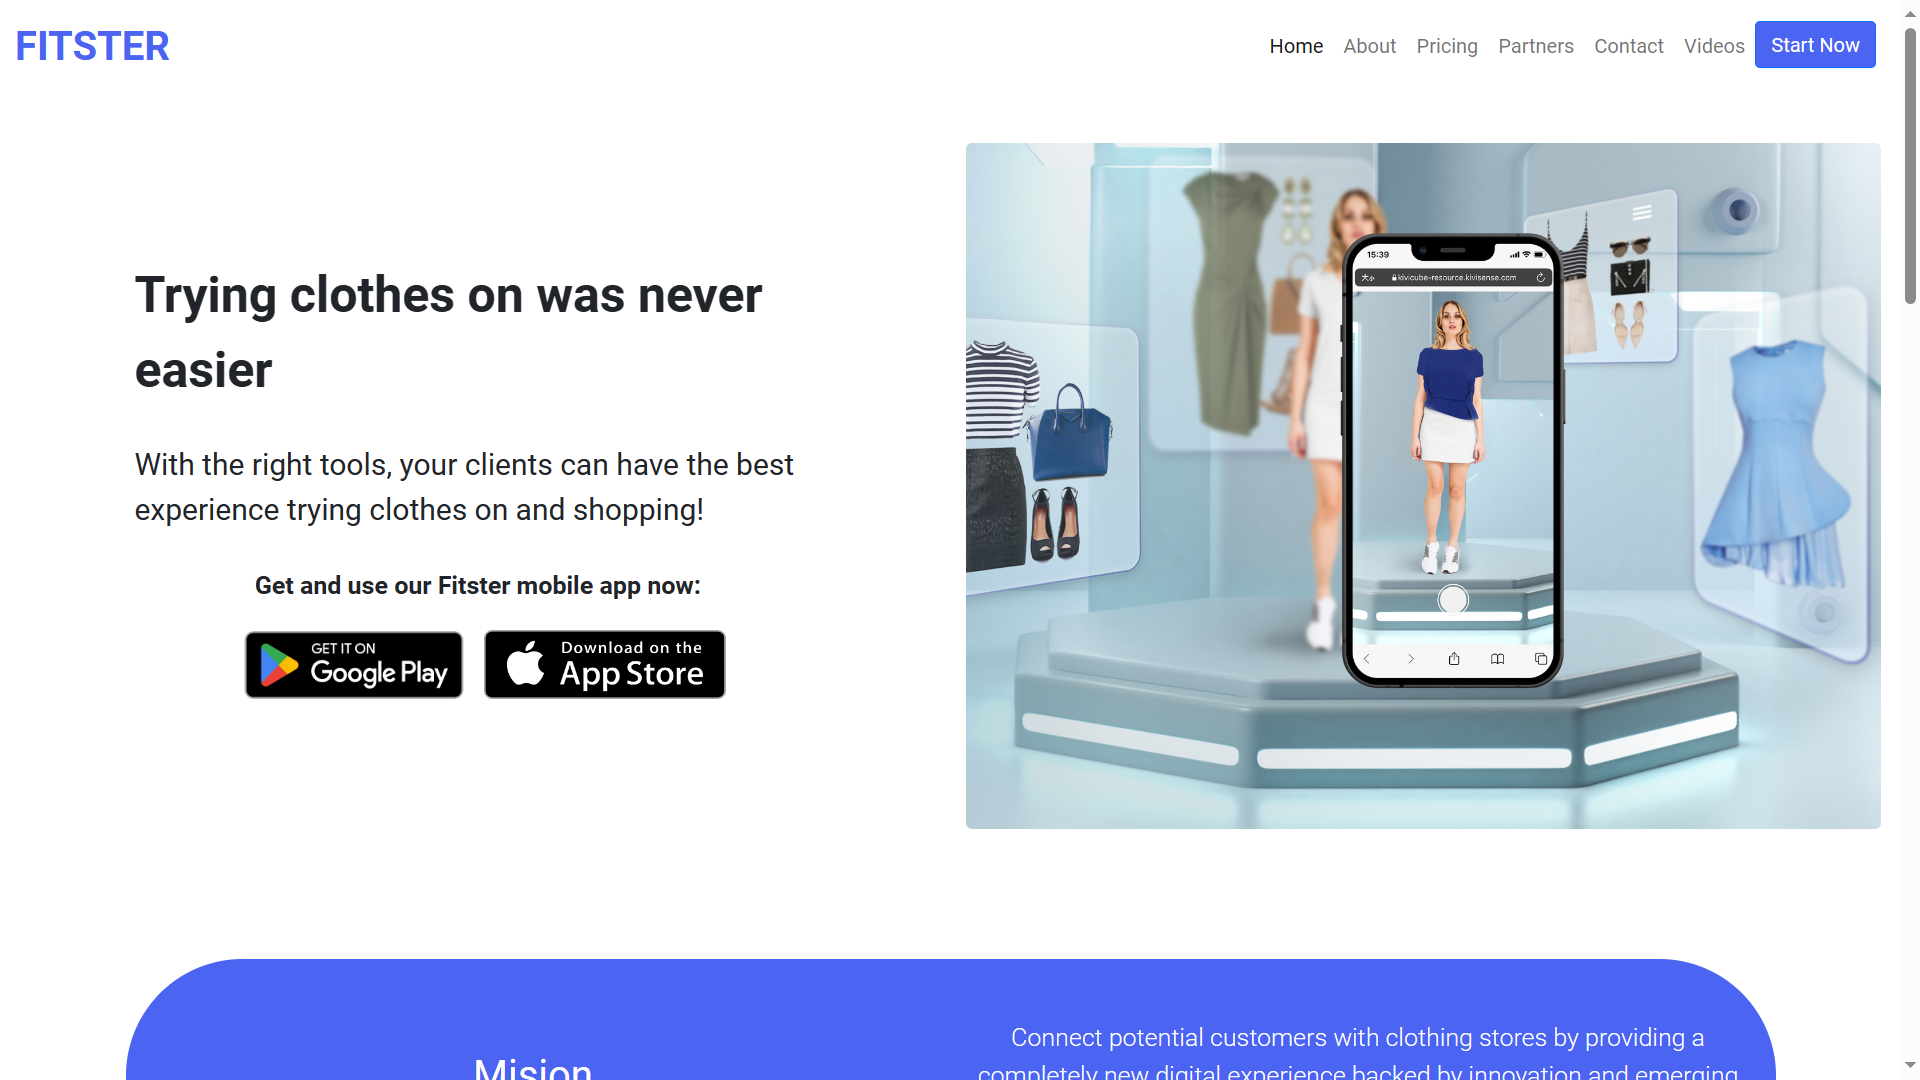 FITSTER
Home About Pricing Partners Contact Videos Start Now
Trying clothes on was never
easier
With the right tools, your clients can have the best
experience trying clothes on and shopping!
Get and use our Fitster mobile app now:
GET IT ON
Google Play
Download on the
App Store
15:39
大小 kivicube-resource.kivisense.com
Mision
Connect potential customers with clothing stores by providing a
completely new digital experience backed by innovation and emerging